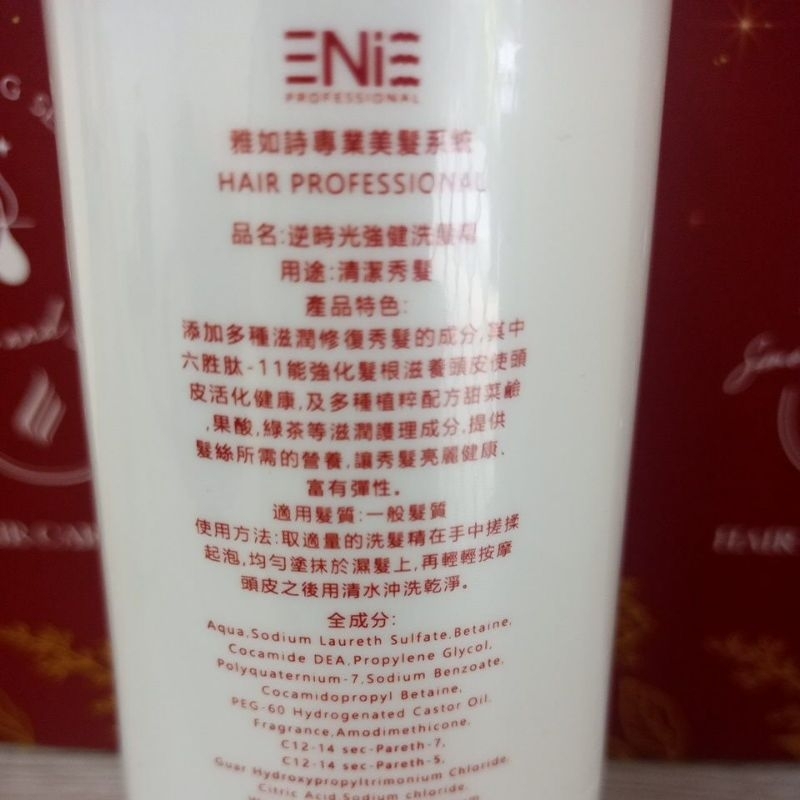 ENiE
PROFESSIONAL
雅如詩專業美髮系統
HAIR PROFESSIONAL
品名:逆時光強健洗髮精
用途:清潔秀髮
產品特色:
添加多種滋潤修復秀髮的成分,其中
六胜肽-11能強化髮根滋養頭皮使頭
皮活化健康,及多種植粹配方甜菜鹼
,果酸,綠茶等滋潤護理成分,提供
髮絲所需的營養,讓秀髮亮麗健康、
富有彈性。
適用髮質:一般髮質
使用方法:取適量的洗髮精在手中搓揉
起泡,均勻塗抹於濕髮上,再輕輕按摩
頭皮之後用清水沖洗乾淨。
全成分:
Aqua,Sodium Laureth Sulfate,Betaine,
Cocamide DEA,Propylene Glycol,
Polyquaternium-7,Sodium Benzoate,
Cocamidopropyl Betaine,
PEG-60 Hydrogenated Castor Oil,
Fragrance,Amodimethicone,
C12-14 sec-Pareth-7,
C12-14 sec-Pareth-5,
Guar Hydroxypropyltrimonium Chloride,
Citric Acid,Sodium chloride,
HAIR